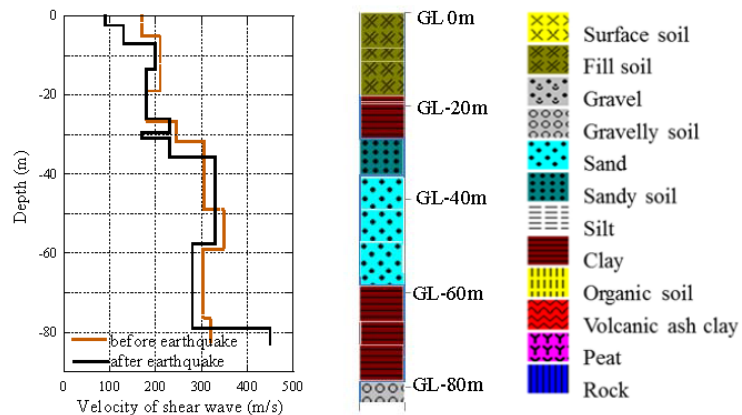 0
-20
-40
-60
-80
Depth (m)
before earthquake
after earthquake
0 100 200 300 400 500
Velocity of shear wave (m/s)
GL 0m
GL-20m
GL-40m
GL-60m
GL-80m
Surface soil
Fill soil
Gravel
Gravelly soil
Sand
Sandy soil
Silt
Clay
Organic soil
Volcanic ash clay
Peat
Rock